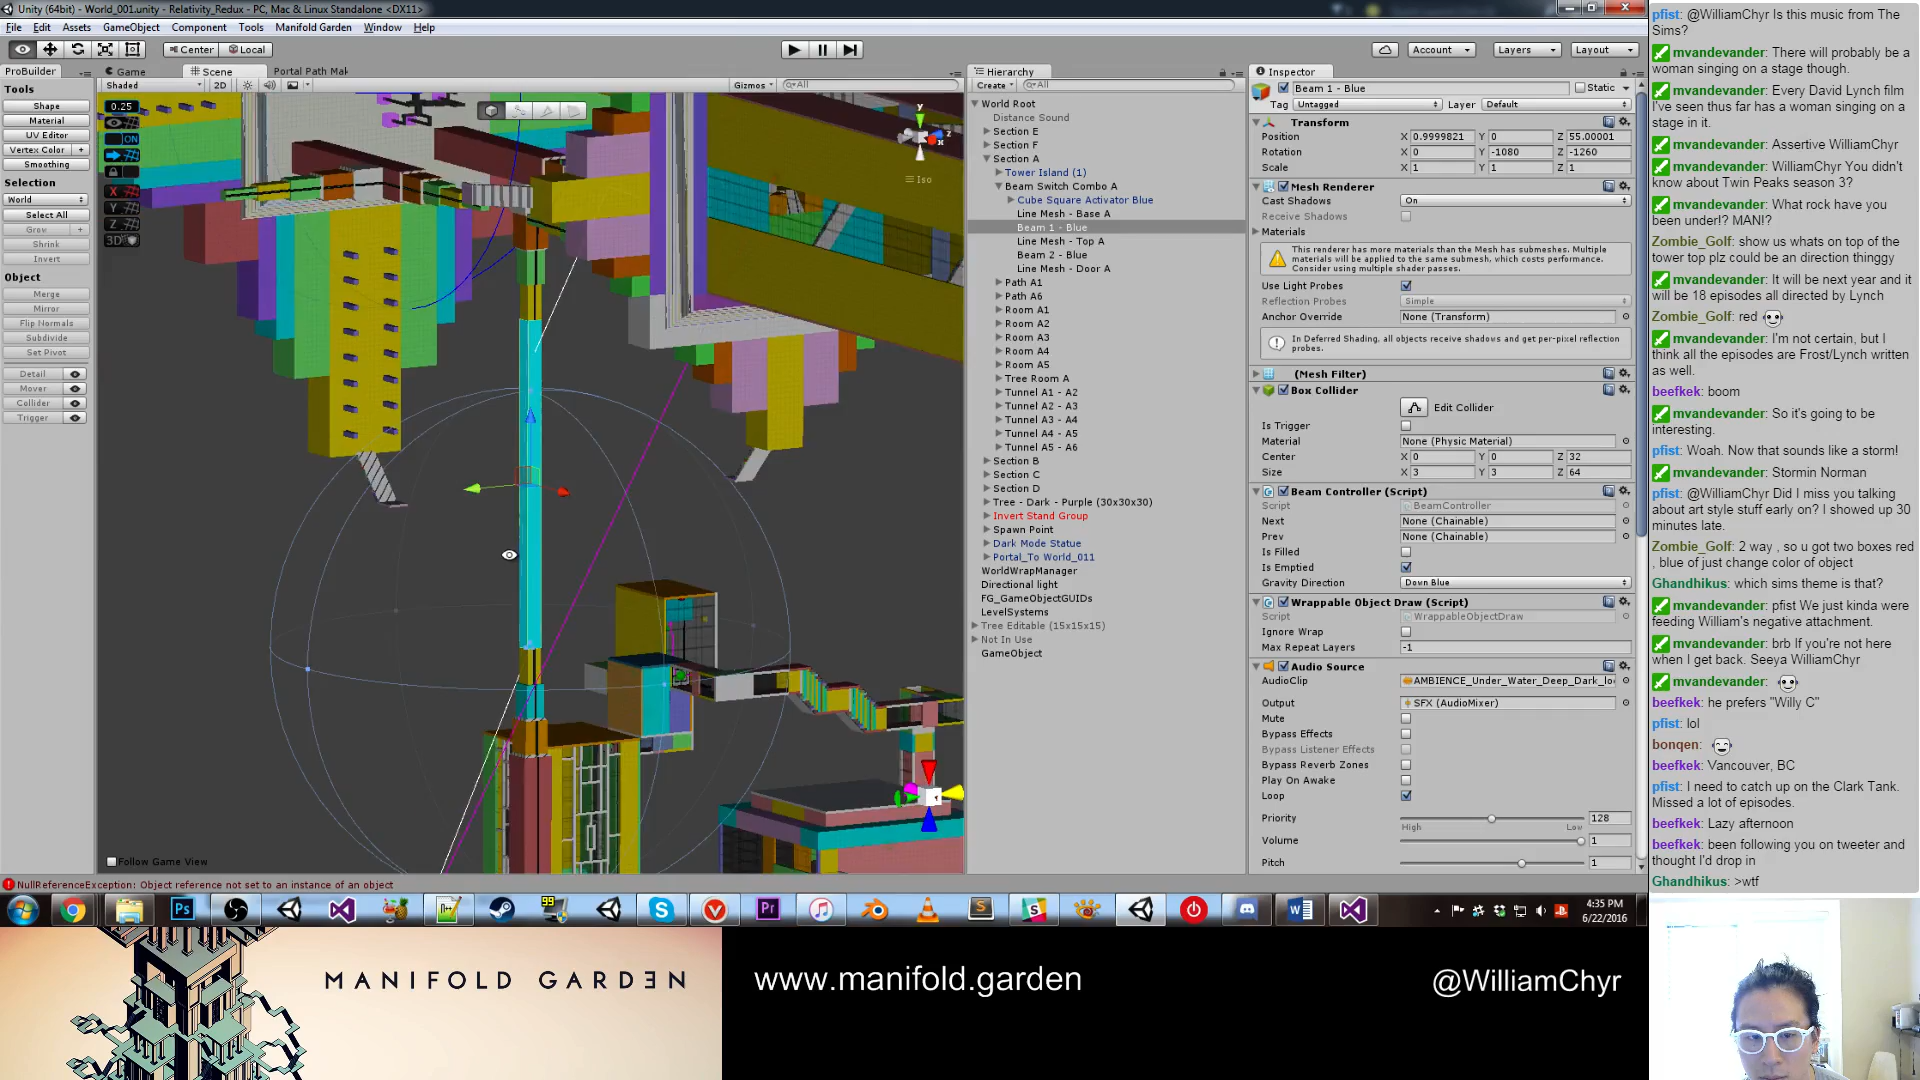 Unity (64bit) - World_001.unity - Relativity_Redux - PC, Mac & Linux Standalone <DX11>
File Edit Assets GameObject Component Tools Manifold Garden Window Help
Center Local
Account Layers Layout
ProBuilder
Tools
Shape
Material
UV Editor
Vertex Color +
Smoothing
Selection
World
Select All
Grow +
Shrink
Invert
Object
Merge
Mirror
Flip Normals
Subdivide
Set Pivot
Detail
Mover
Collider
Trigger
Game Scene Portal Path Mak
Shaded 2D Gizmos All
0.25
ON
X
Y
Z
3D
y
z
x
Iso
Follow Game View
Hierarchy
Create All
World Root
Distance Sound
Section E
Section F
Section A
Tower Island (1)
Beam Switch Combo A
Cube Square Activator Blue
Line Mesh - Base A
Beam 1 - Blue
Line Mesh - Top A
Beam 2 - Blue
Line Mesh - Door A
Path A1
Path A6
Room A1
Room A2
Room A3
Room A4
Room A5
Tree Room A
Tunnel A1 - A2
Tunnel A2 - A3
Tunnel A3 - A4
Tunnel A4 - A5
Tunnel A5 - A6
Section B
Section C
Section D
Tree - Dark - Purple (30x30x30)
Invert Stand Group
Spawn Point
Dark Mode Statue
Portal_To World_011
WorldWrapManager
Directional light
FG_GameObjectGUIDs
LevelSystems
Tree Editable (15x15x15)
Not In Use
GameObject
Inspector
Beam 1 - Blue Static
Tag Untagged Layer Default
Transform
Position X 0.9999821 Y 0 Z 55.00001
Rotation X 0 Y -1080 Z -1260
Scale X 1 Y 1 Z 1
Mesh Renderer
Cast Shadows On
Receive Shadows
Materials
This renderer has more materials than the Mesh has submeshes. Multiple
materials will be applied to the same submesh, which costs performance.
Consider using multiple shader passes.
Use Light Probes
Reflection Probes Simple
Anchor Override None (Transform)
In Deferred Shading, all objects receive shadows and get per-pixel reflection
probes.
(Mesh Filter)
Box Collider
Edit Collider
Is Trigger
Material None (Physic Material)
Center X 0 Y 0 Z 32
Size X 3 Y 3 Z 64
Beam Controller (Script)
Script BeamController
Next None (Chainable)
Prev None (Chainable)
Is Filled
Is Emptied
Gravity Direction Down Blue
Wrappable Object Draw (Script)
Script WrappableObjectDraw
Ignore Wrap
Max Repeat Layers -1
Audio Source
AudioClip AMBIENCE_Under_Water_Deep_Dark_lo
Output SFX (AudioMixer)
Mute
Bypass Effects
Bypass Listener Effects
Bypass Reverb Zones
Play On Awake
Loop
Priority 128
High Low
Volume 1
Pitch 1
NullReferenceException: Object reference not set to an instance of an object
99
4:35 PM
6/22/2016
pfist: @WilliamChyr Is this music from The
Sims?
mvandevander: There will probably be a
woman singing on a stage though.
mvandevander: Every David Lynch film
I've seen thus far has a woman singing on a
stage in it.
mvandevander: Assertive WilliamChyr
mvandevander: WilliamChyr You didn't
know about Twin Peaks season 3?
mvandevander: What rock have you
been under!? MAN!?
Zombie_Golf: show us whats on top of the
tower top plz could be an direction thinggy
mvandevander: It will be next year and it
will be 18 episodes all directed by Lynch
Zombie_Golf: red
mvandevander: I'm not certain, but I
think all the episodes are Frost/Lynch written
as well.
beefkek: boom
mvandevander: So it's going to be
interesting.
pfist: Woah. Now that sounds like a storm!
mvandevander: Stormin Norman
pfist: @WilliamChyr Did I miss you talking
about art style stuff early on? I showed up 30
minutes late.
Zombie_Golf: 2 way , so u got two boxes red
, blue of just change color of object
Ghandhikus: which sims theme is that?
mvandevander: pfist We just kinda were
feeding William's negative attachment.
mvandevander: brb If you're not here
when I get back. Seeya WilliamChyr
mvandevander:
beefkek: he prefers "Willy C"
pfist: lol
bonqen:
beefkek: Vancouver, BC
pfist: I need to catch up on the Clark Tank.
Missed a lot of episodes.
beefkek: Lazy afternoon
beefkek: been following you on tweeter and
thought I'd drop in
Ghandhikus: >wtf
MANIFOLD GARDƎN
www.manifold.garden
@WilliamChyr